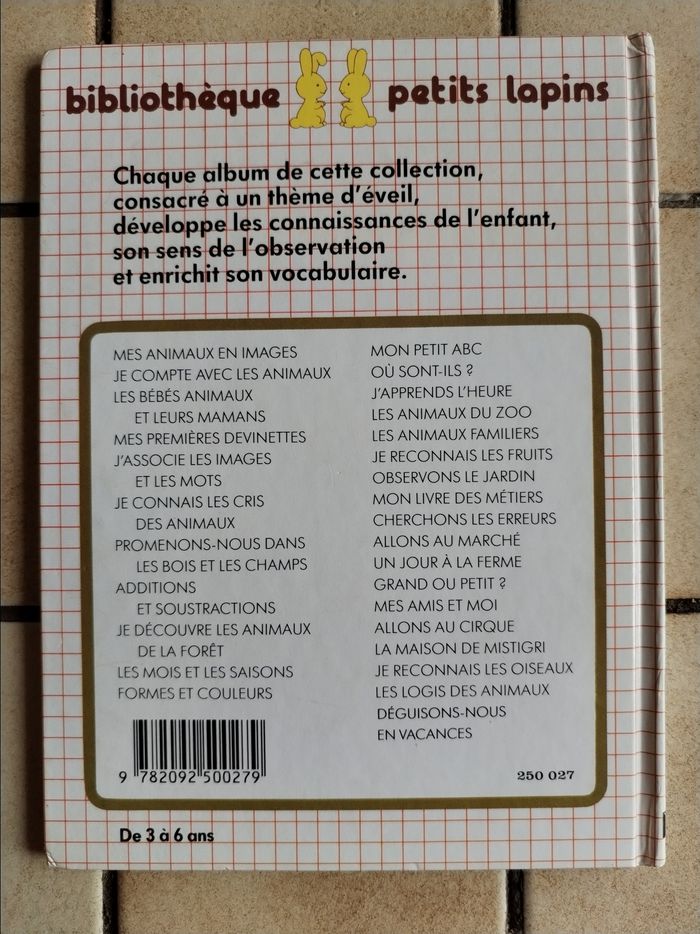 bibliothèque petits lapins
Chaque album de cette collection,
consacré à un thème d'éveil,
développe les connaissances de l'enfant,
son sens de l'observation
et enrichit son vocabulaire.
MES ANIMAUX EN IMAGES
JE COMPTE AVEC LES ANIMAUX
LES BÉBÉS ANIMAUX
ET LEURS MAMANS
MES PREMIÈRES DEVINETTES
J'ASSOCIE LES IMAGES
ET LES MOTS
JE CONNAIS LES CRIS
DES ANIMAUX
PROMENONS-NOUS DANS
LES BOIS ET LES CHAMPS
ADDITIONS
ET SOUSTRACTIONS
JE DÉCOUVRE LES ANIMAUX
DE LA FORÊT
LES MOIS ET LES SAISONS
FORMES ET COULEURS
MON PETIT ABC
OÙ SONT-ILS ?
J'APPRENDS L'HEURE
LES ANIMAUX DU ZOO
LES ANIMAUX FAMILIERS
JE RECONNAIS LES FRUITS
OBSERVONS LE JARDIN
MON LIVRE DES MÉTIERS
CHERCHONS LES ERREURS
ALLONS AU MARCHÉ
UN JOUR À LA FERME
GRAND OU PETIT ?
MES AMIS ET MOI
ALLONS AU CIRQUE
LA MAISON DE MISTIGRI
JE RECONNAIS LES OISEAUX
LES LOGIS DES ANIMAUX
DÉGUISONS-NOUS
EN VACANCES
9 782092 500279
250 027
De 3 à 6 ans